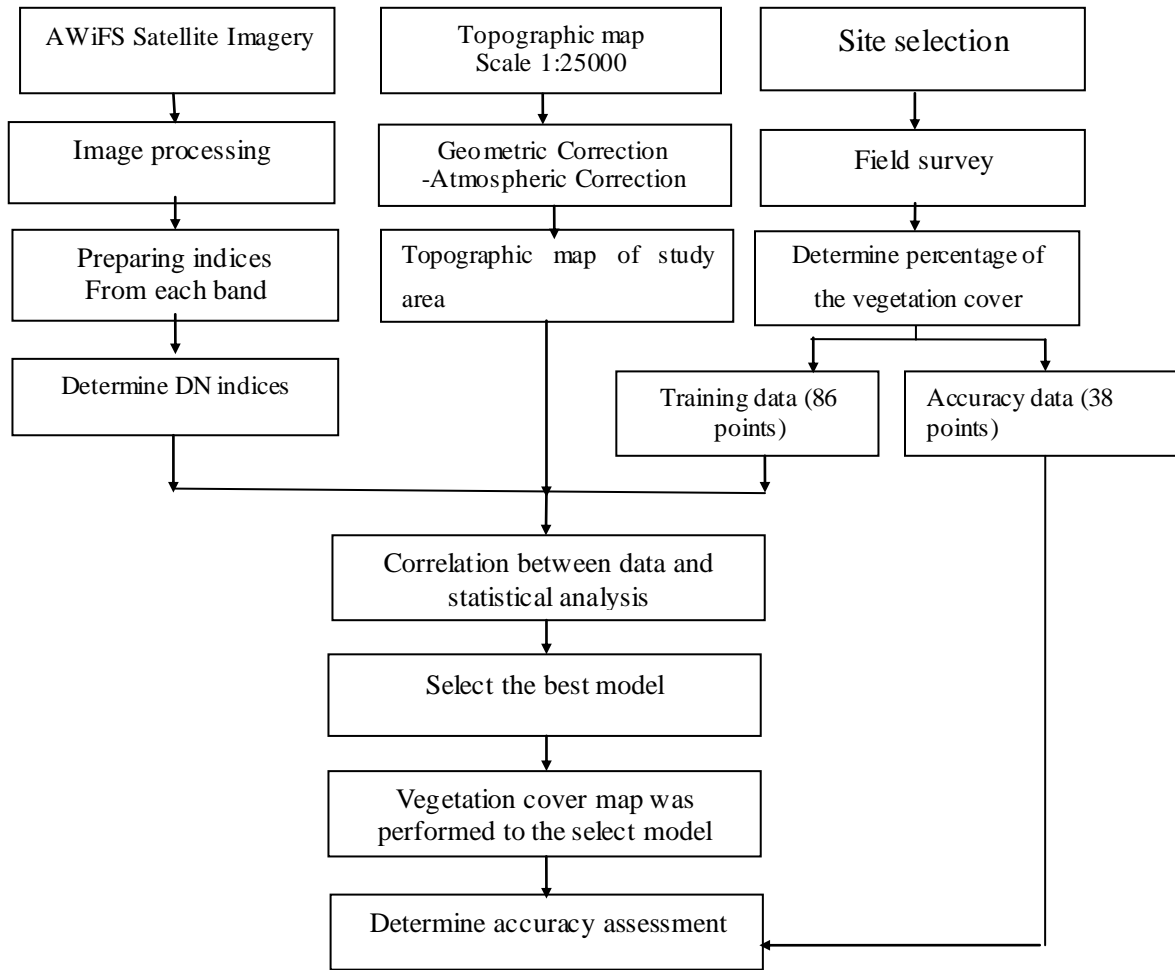 AWiFS Satellite Imagery
Topographic map
Scale 1:25000
Site selection
Image processing
Geometric Correction
-Atmospheric Correction
Field survey
Preparing indices
From each band
Topographic map of study
area
Determine percentage of
the vegetation cover
Determine DN indices
Training data (86
points)
Accuracy data (38
points)
Correlation between data and
statistical analysis
Select the best model
Vegetation cover map was
performed to the select model
Determine accuracy assessment